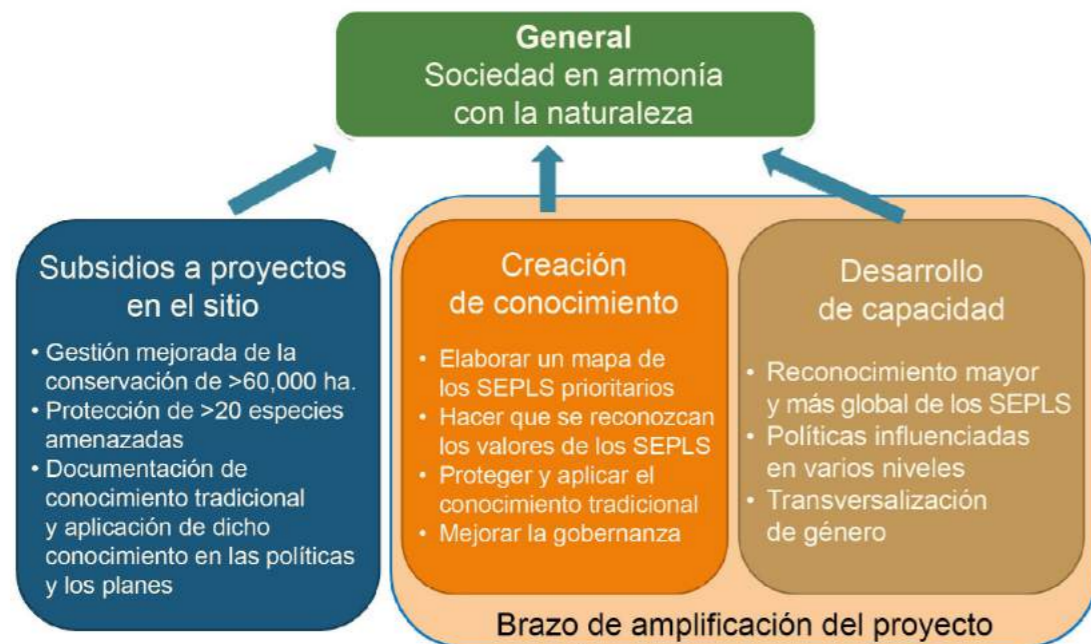 General
Sociedad en armonía
con la naturaleza
Subsidios a proyectos
en el sitio
• Gestión mejorada de la
conservación de >60,000 ha.
• Protección de >20 especies
amenazadas
• Documentación de
conocimiento tradicional
y aplicación de dicho
conocimiento en las políticas
y los planes
Creación
de conocimiento
• Elaborar un mapa de
los SEPLS prioritarios
• Hacer que se reconozcan
los valores de los SEPLS
• Proteger y aplicar el
conocimiento tradicional
• Mejorar la gobernanza
Desarrollo
de capacidad
• Reconocimiento mayor
y más global de los SEPLS
• Políticas influenciadas
en varios niveles
• Transversalización
de género
Brazo de amplificación del proyecto